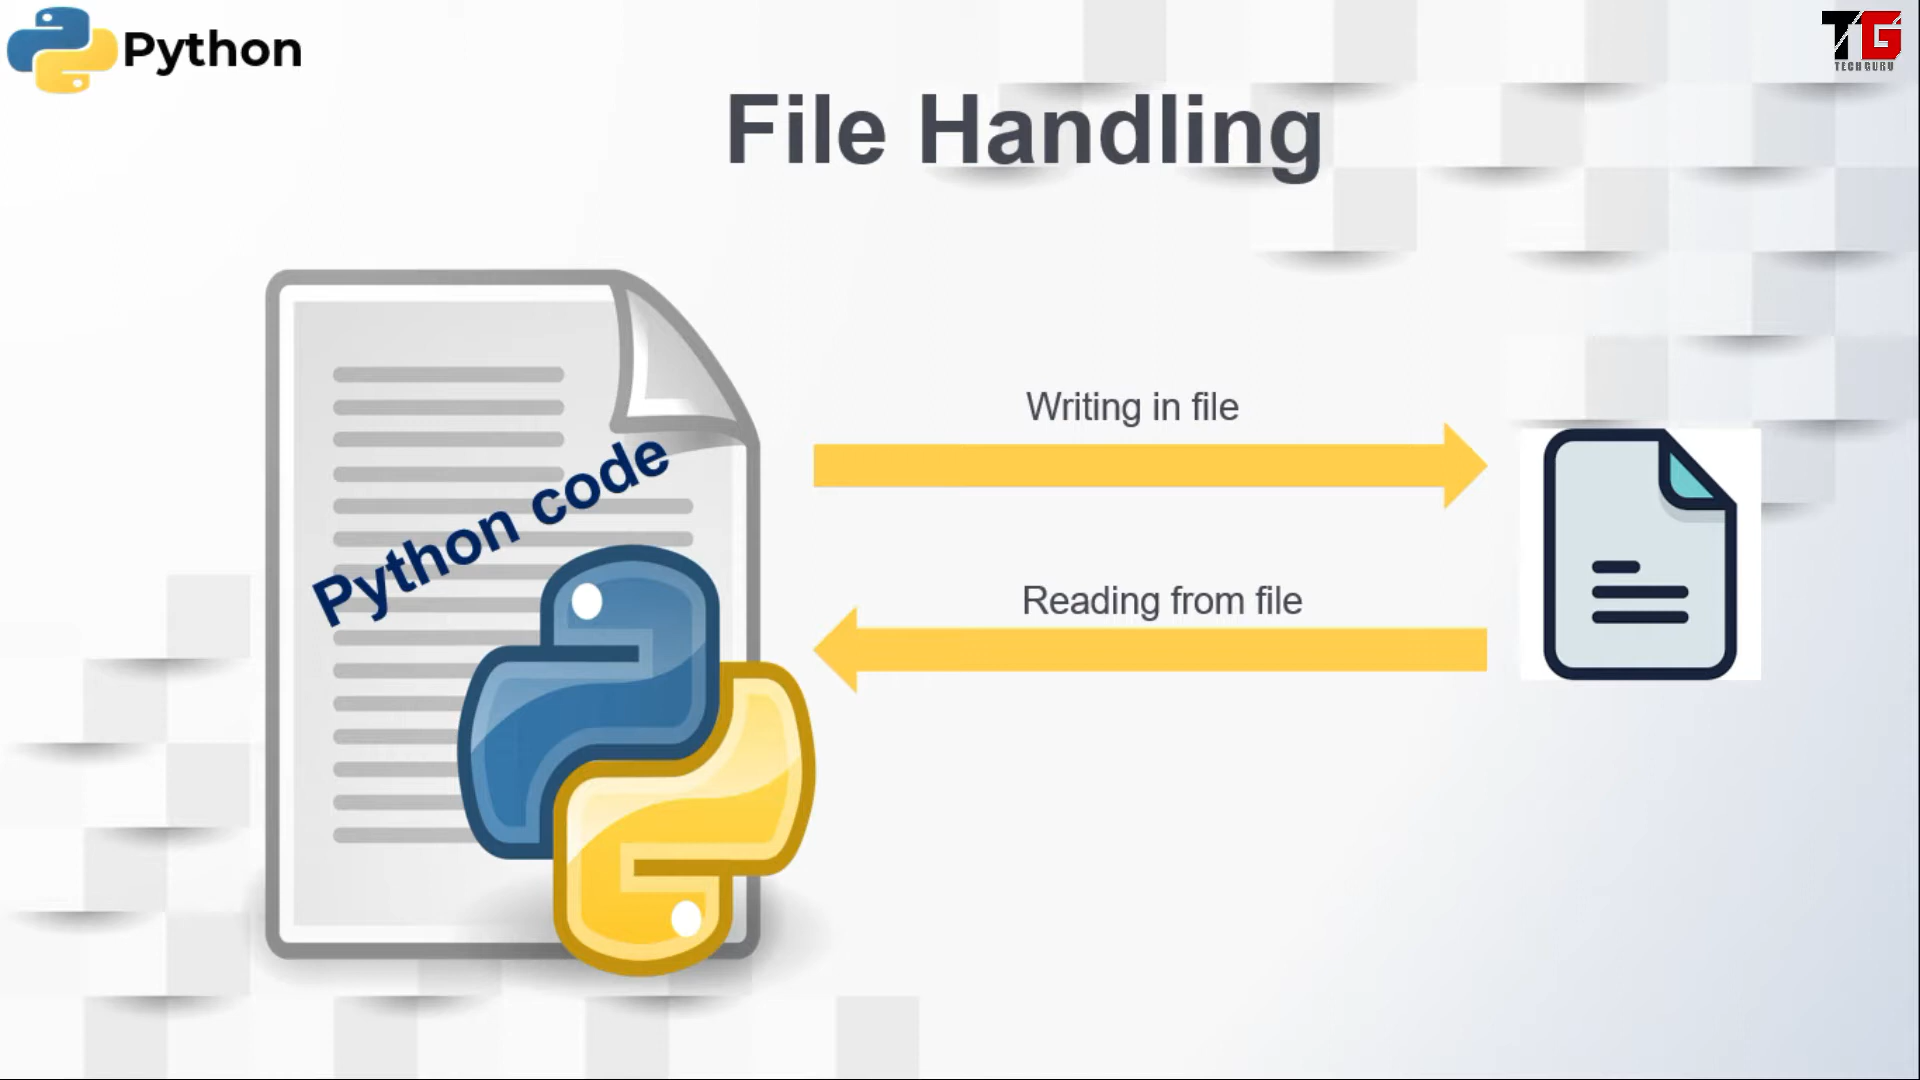 Python
TG
TECH GURU
File Handling
Python code
Writing in file
Reading from file